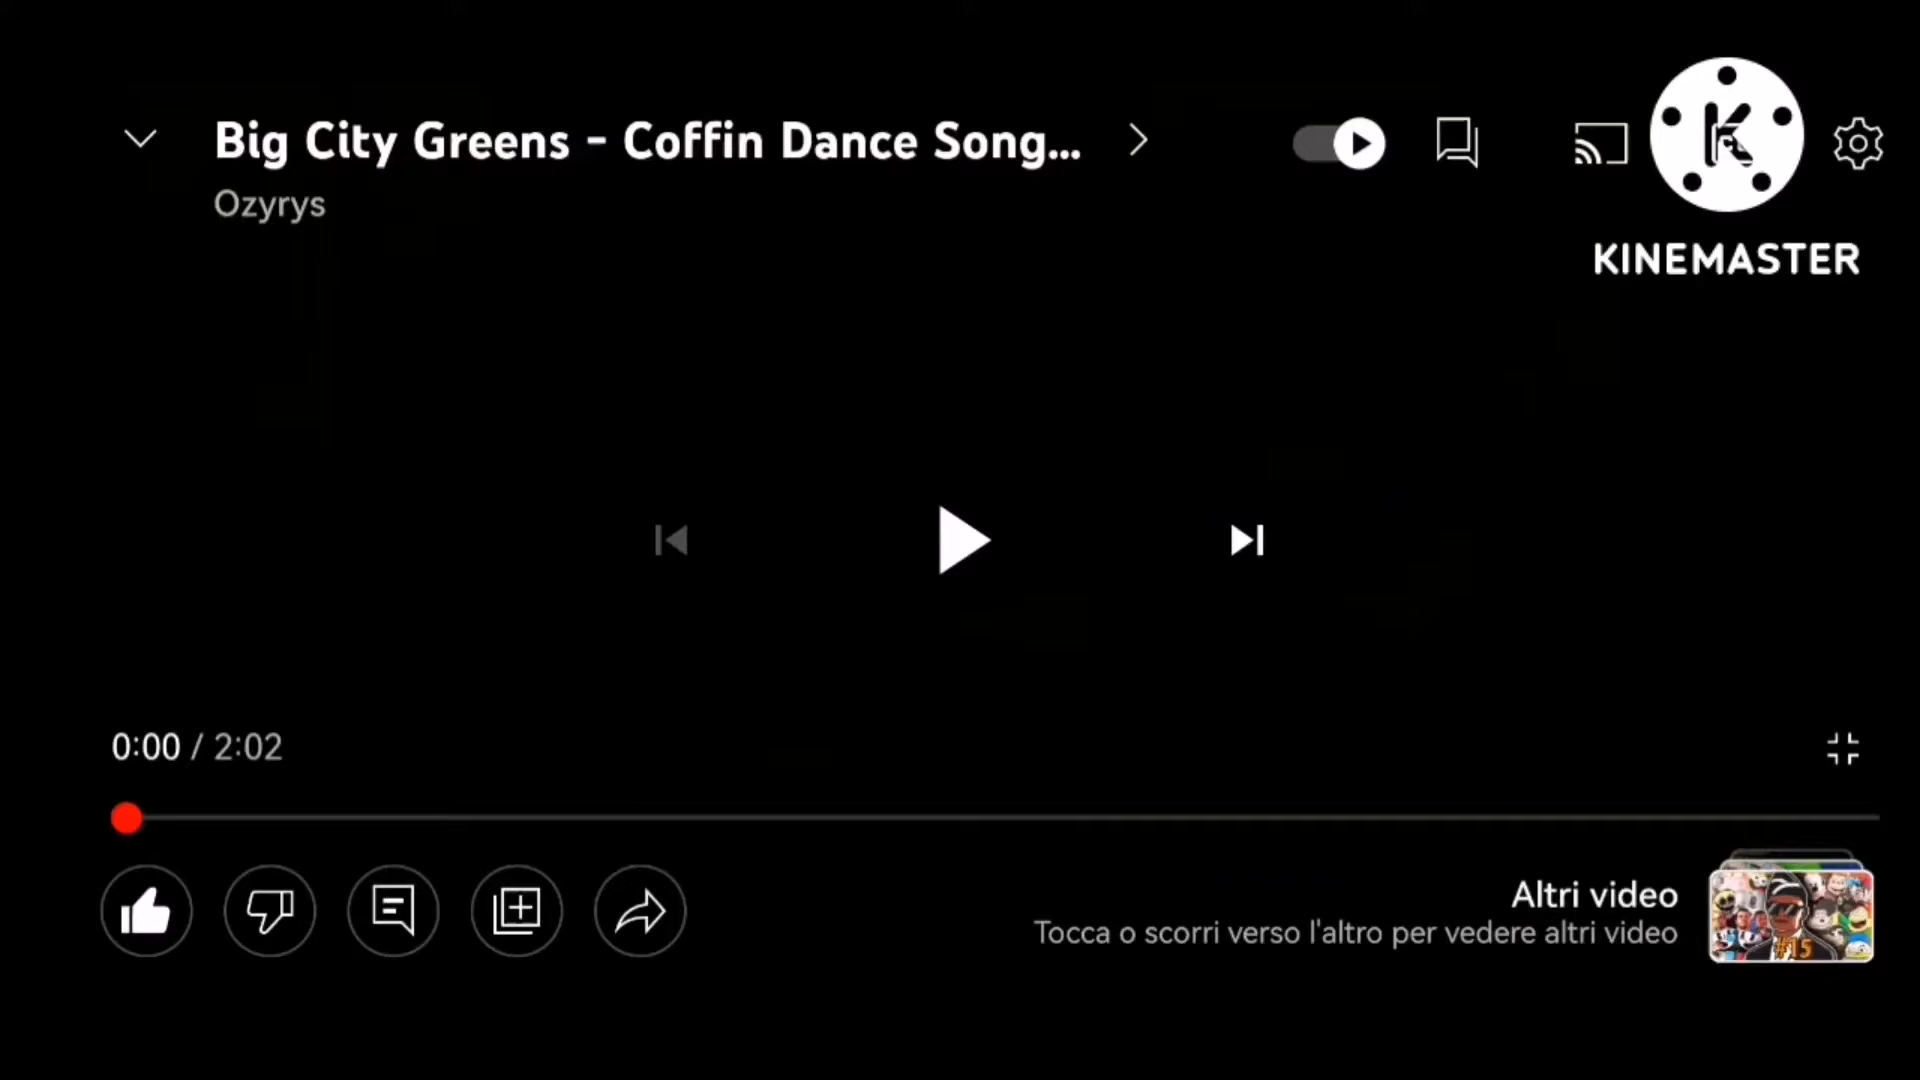 Big City Greens - Coffin Dance Song...
Ozyrys
KINEMASTER
0:00 / 2:02
Altri video
Tocca o scorri verso l'altro per vedere altri video
#15